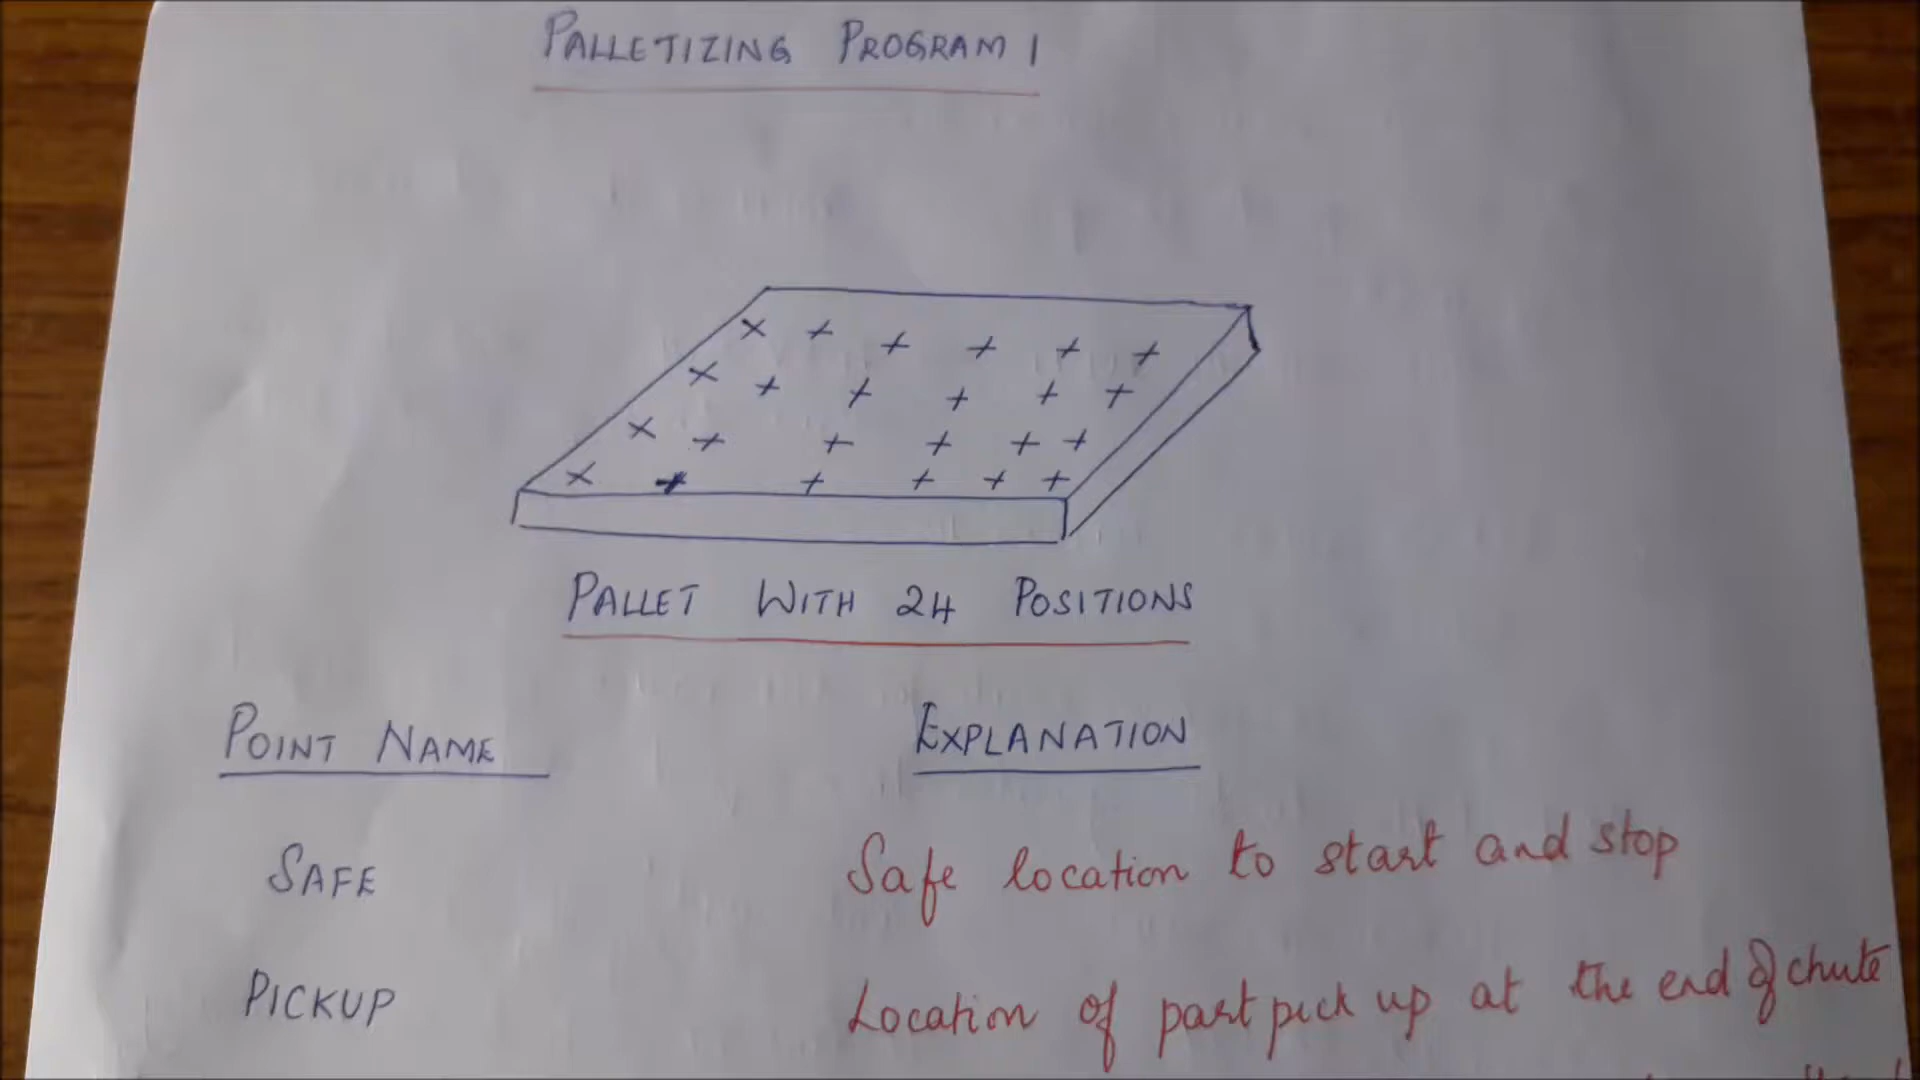 PALLETIZING PROGRAM 1
PALLET WITH 24 POSITIONS
POINT NAME EXPLANATION
SAFE Safe location to start and stop
PICKUP Location of part pick up at the end of chute